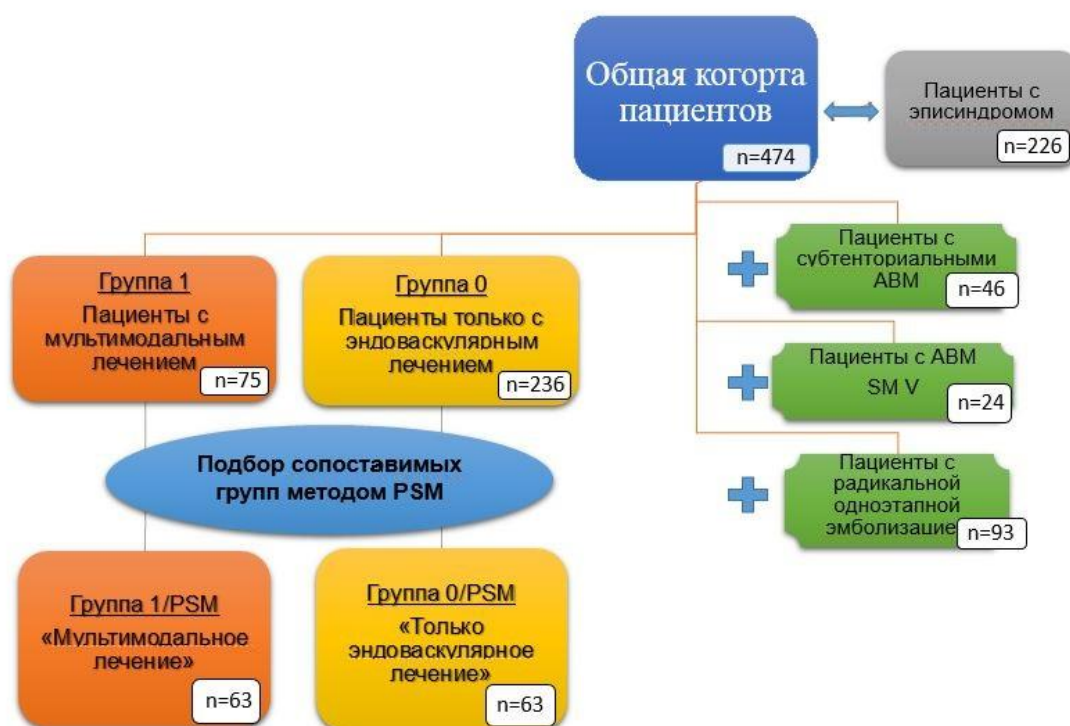 Общая когорта
пациентов
n=474
Пациенты с
эписиндромом
n=226
Группа 1
Пациенты с
мультимодальным
лечением
n=75
Группа 0
Пациенты только с
эндоваскулярным
лечением
n=236
Пациенты с
субтенториальными
АВМ
n=46
Пациенты с АВМ
SM V
n=24
Пациенты с
радикальной
одноэтапной
эмболизацие
n=93
Подбор сопоставимых
групп методом PSM
Группа 1/PSM
«Мультимодальное
лечение»
n=63
Группа 0/PSM
«Только
эндоваскулярное
лечение»
n=63